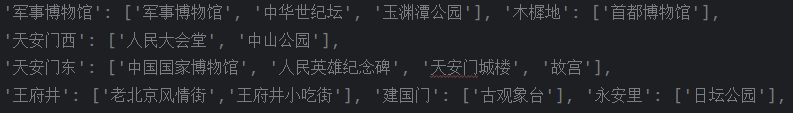 '军事博物馆': ['军事博物馆', '中华世纪坛', '玉渊潭公园'], '木樨地': ['首都博物馆'],
'天安门西': ['人民大会堂', '中山公园'],
'天安门东': ['中国国家博物馆', '人民英雄纪念碑', '天安门城楼', '故宫'],
'王府井': ['老北京风情街','王府井小吃街'], '建国门': ['古观象台'], '永安里': ['日坛公园'],